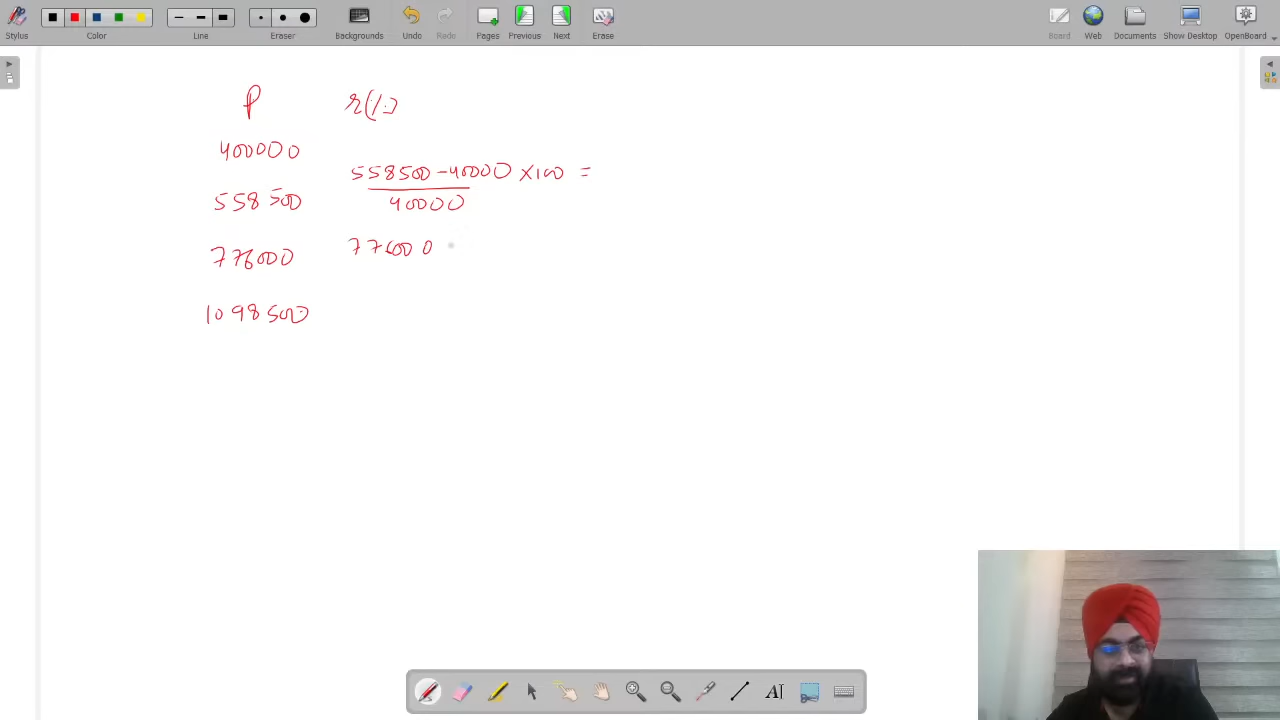 Stylus Color Line Eraser Backgrounds Undo Redo Pages Previous Next Erase Board Web Documents Show Desktop OpenBoard
P r(%)
400000
558500-40000 ×100 =
40000
558500
776000 776000
1098500